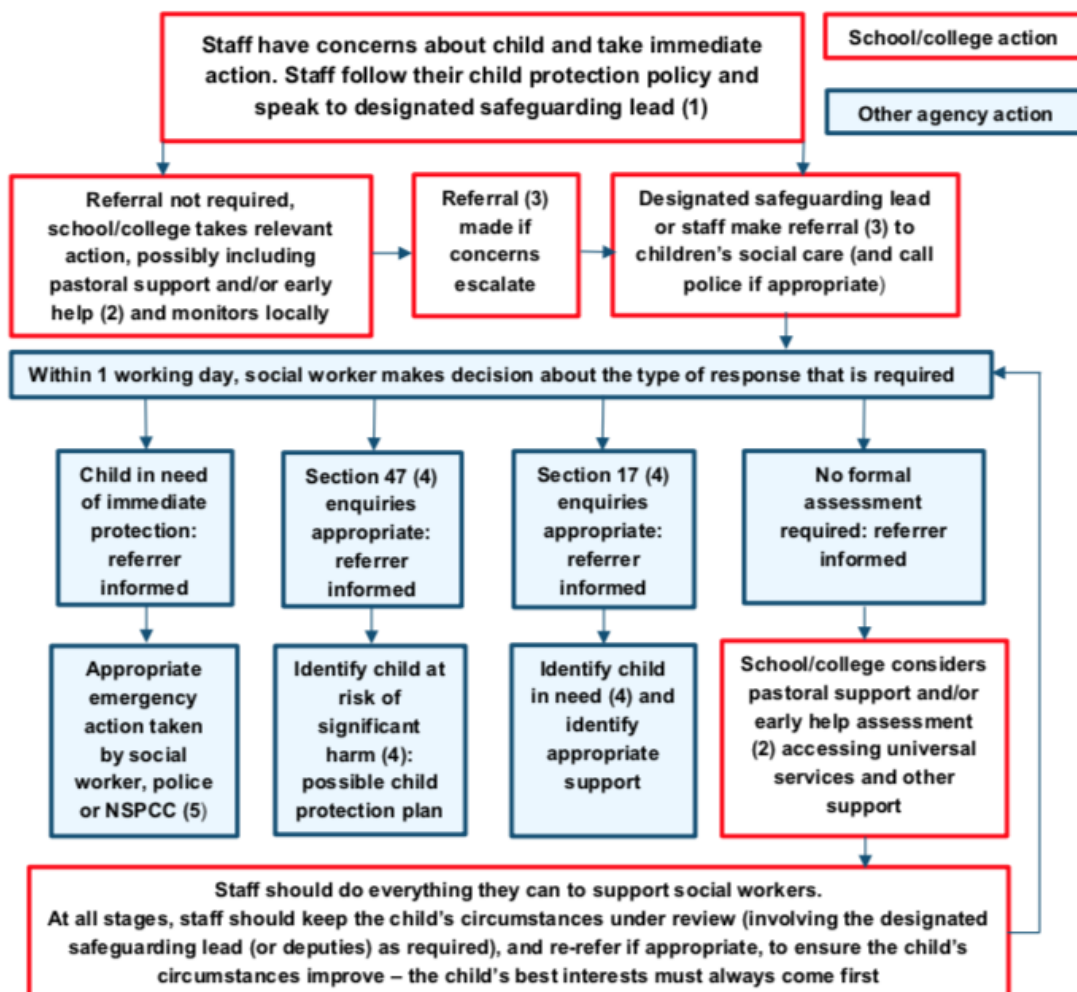 Staff have concerns about child and take immediate
action. Staff follow their child protection policy and
speak to designated safeguarding lead (1)
School/college action
Other agency action
Referral not required,
school/college takes relevant
action, possibly including
pastoral support and/or early
help (2) and monitors locally
Referral (3)
made if
concerns
escalate
Designated safeguarding lead
or staff make referral (3) to
children's social care (and call
police if appropriate)
Within 1 working day, social worker makes decision about the type of response that is required
Child in need
of immediate
protection:
referrer
informed
Section 47 (4)
enquiries
appropriate:
referrer
informed
Section 17 (4)
enquiries
appropriate:
referrer
informed
No formal
assessment
required: referrer
informed
Appropriate
emergency
action taken
by social
worker, police
or NSPCC (5)
Identify child at
risk of
significant
harm (4):
possible child
protection plan
Identify child
in need (4) and
identify
appropriate
support
School/college considers
pastoral support and/or
early help assessment
(2) accessing universal
services and other
support
Staff should do everything they can to support social workers.
At all stages, staff should keep the child's circumstances under review (involving the designated
safeguarding lead (or deputies) as required), and re-refer if appropriate, to ensure the child's
circumstances improve – the child's best interests must always come first